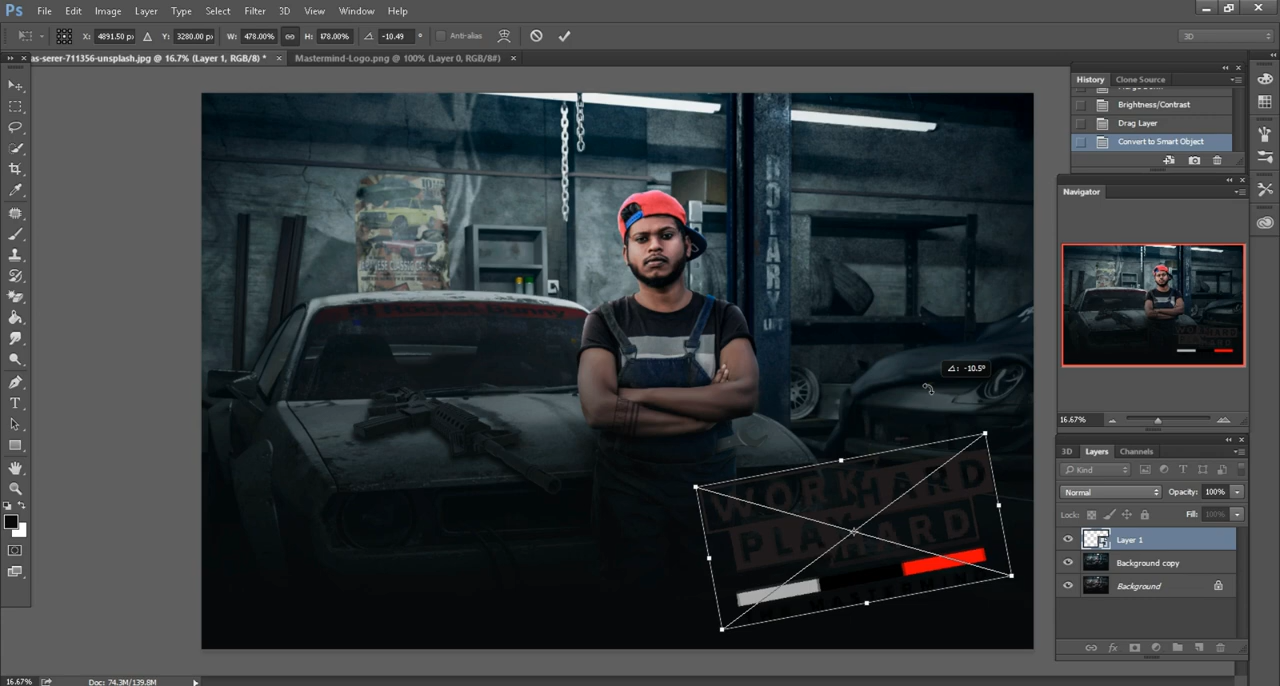 Ps File Edit Image Layer Type Select Filter 3D View Window Help
X: 4891.50 px Y: 3280.00 px W: 478.00% H: 478.00% -10.49 ° Anti-alias 3D
as-serer-711356-unsplash.jpg @ 16.7% (Layer 1, RGB/8) * × Mastermind-Logo.png @ 100% (Layer 0, RGB/8#) ×
History Clone Source
Brightness/Contrast
Drag Layer
Convert to Smart Object
Navigator
16.67%
3D Layers Channels
Kind
Normal Opacity: 100%
Lock: Fill: 100%
Layer 1
Background copy
Background
ROTARY
-10.5°
WORK HARD
PLAY HARD
16.67% Doc: 74.3M/139.8M